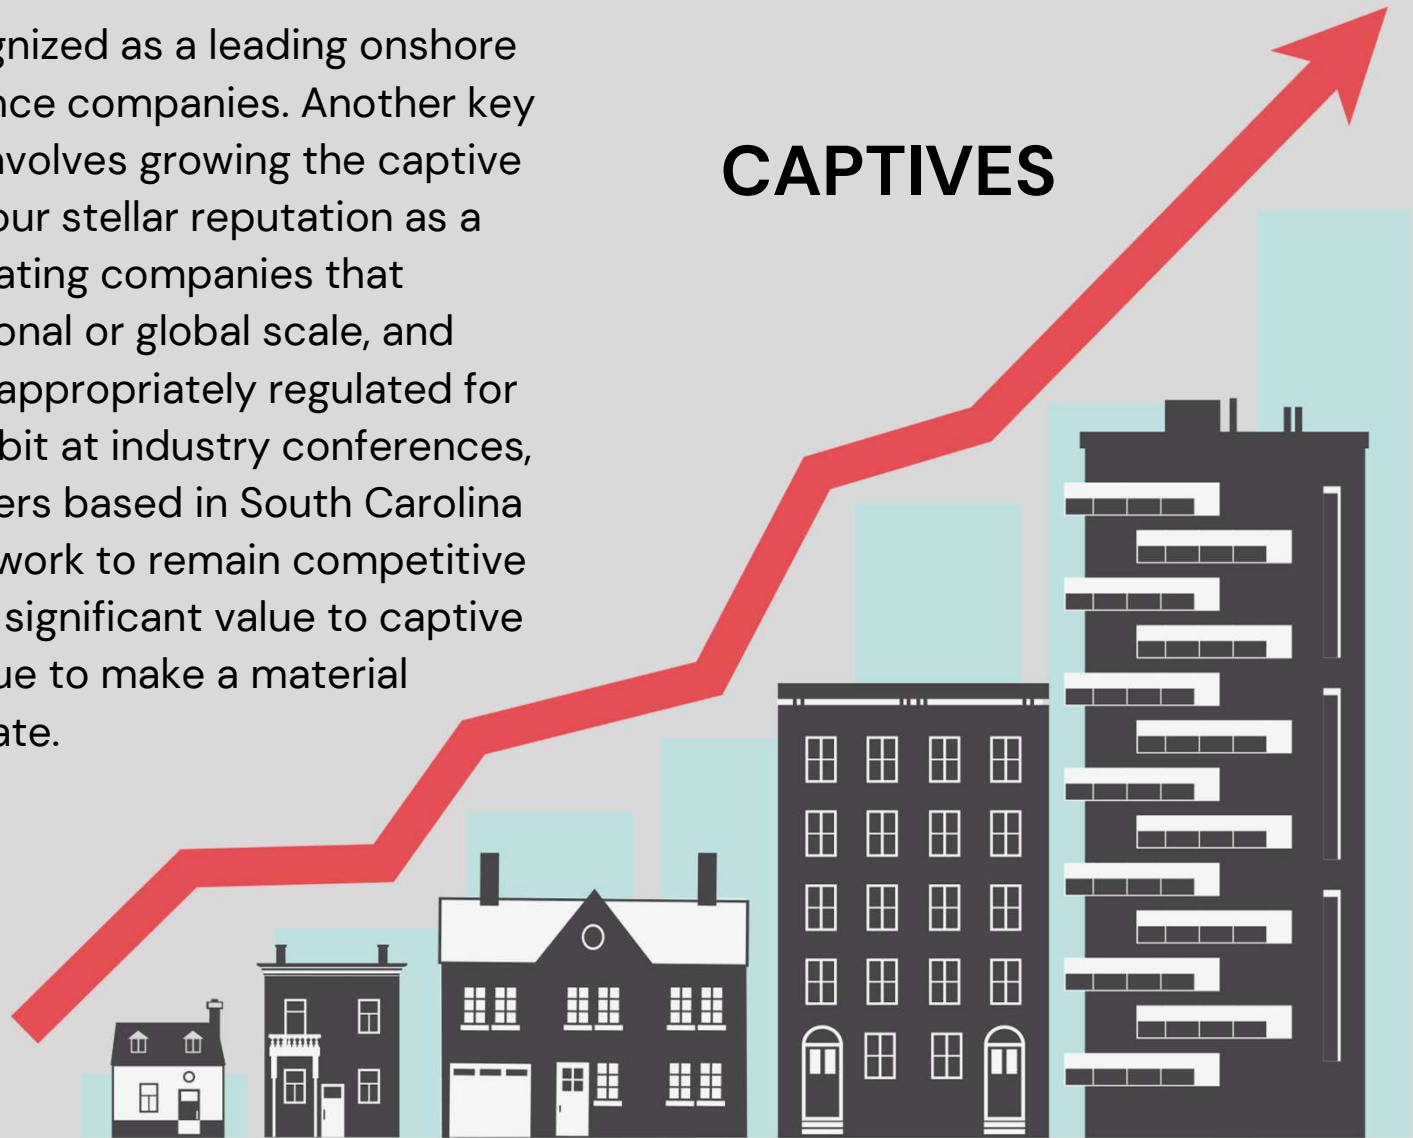 gnized as a leading onshore
nce companies. Another key
nvolves growing the captive
our stellar reputation as a
ating companies that
onal or global scale, and
appropriately regulated for
bit at industry conferences,
ers based in South Carolina
work to remain competitive
significant value to captive
ue to make a material
ate.
CAPTIVES